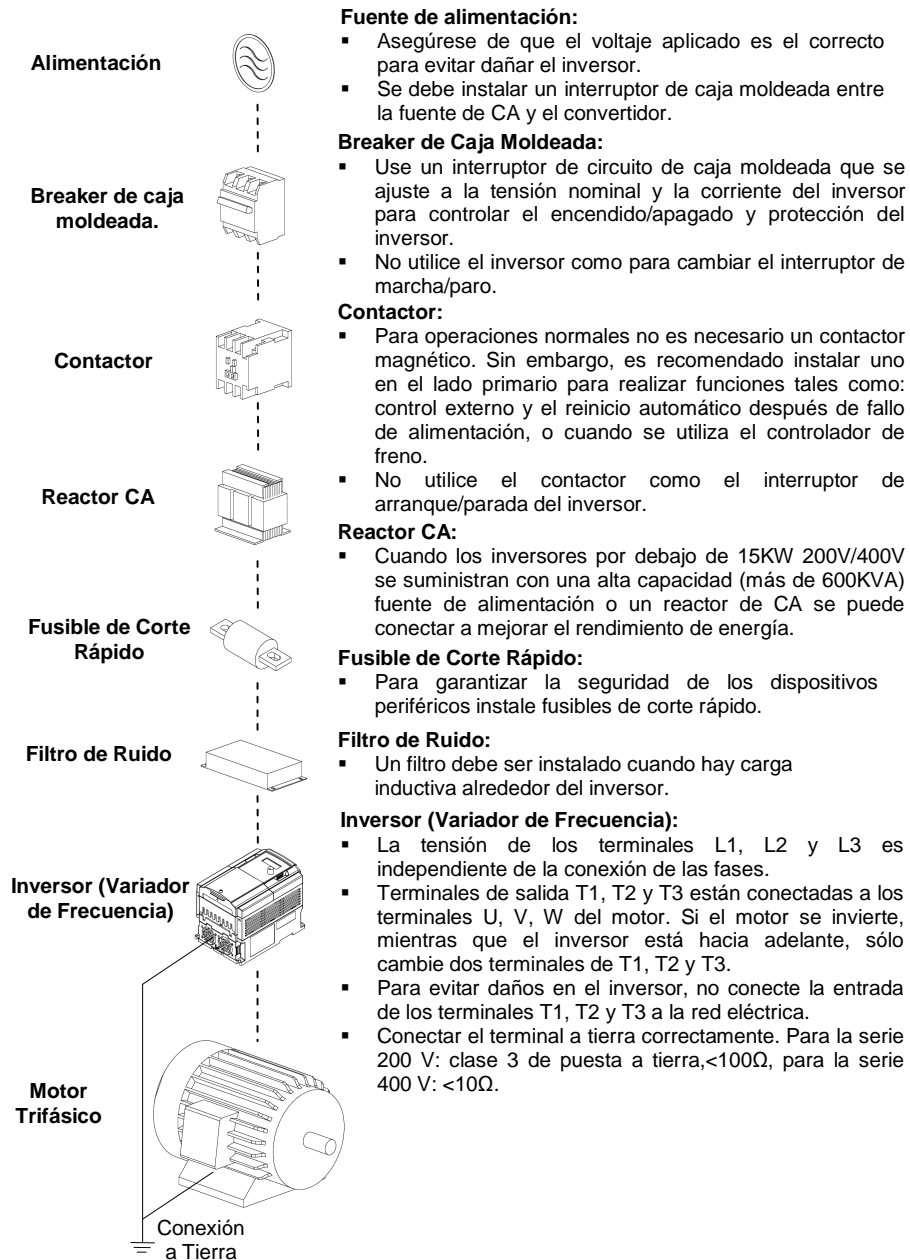 Alimentación
Breaker de caja
moldeada.
Contactor
Reactor CA
Fusible de Corte
Rápido
Filtro de Ruido
Inversor (Variador
de Frecuencia)
Motor
Trifásico
Conexión
a Tierra
Fuente de alimentación:
▪ Asegúrese de que el voltaje aplicado es el correcto
para evitar dañar el inversor.
▪ Se debe instalar un interruptor de caja moldeada entre
la fuente de CA y el convertidor.
Breaker de Caja Moldeada:
▪ Use un interruptor de circuito de caja moldeada que se
ajuste a la tensión nominal y la corriente del inversor
para controlar el encendido/apagado y protección del
inversor.
▪ No utilice el inversor como para cambiar el interruptor de
marcha/paro.
Contactor:
▪ Para operaciones normales no es necesario un contactor
magnético. Sin embargo, es recomendado instalar uno
en el lado primario para realizar funciones tales como:
control externo y el reinicio automático después de fallo
de alimentación, o cuando se utiliza el controlador de
freno.
▪ No utilice el contactor como el interruptor de
arranque/parada del inversor.
Reactor CA:
▪ Cuando los inversores por debajo de 15KW 200V/400V
se suministran con una alta capacidad (más de 600KVA)
fuente de alimentación o un reactor de CA se puede
conectar a mejorar el rendimiento de energía.
Fusible de Corte Rápido:
▪ Para garantizar la seguridad de los dispositivos
periféricos instale fusibles de corte rápido.
Filtro de Ruido:
▪ Un filtro debe ser instalado cuando hay carga
inductiva alrededor del inversor.
Inversor (Variador de Frecuencia):
▪ La tensión de los terminales L1, L2 y L3 es
independiente de la conexión de las fases.
▪ Terminales de salida T1, T2 y T3 están conectadas a los
terminales U, V, W del motor. Si el motor se invierte,
mientras que el inversor está hacia adelante, sólo
cambie dos terminales de T1, T2 y T3.
▪ Para evitar daños en el inversor, no conecte la entrada
de los terminales T1, T2 y T3 a la red eléctrica.
▪ Conectar el terminal a tierra correctamente. Para la serie
200 V: clase 3 de puesta a tierra,<100Ω, para la serie
400 V: <10Ω.